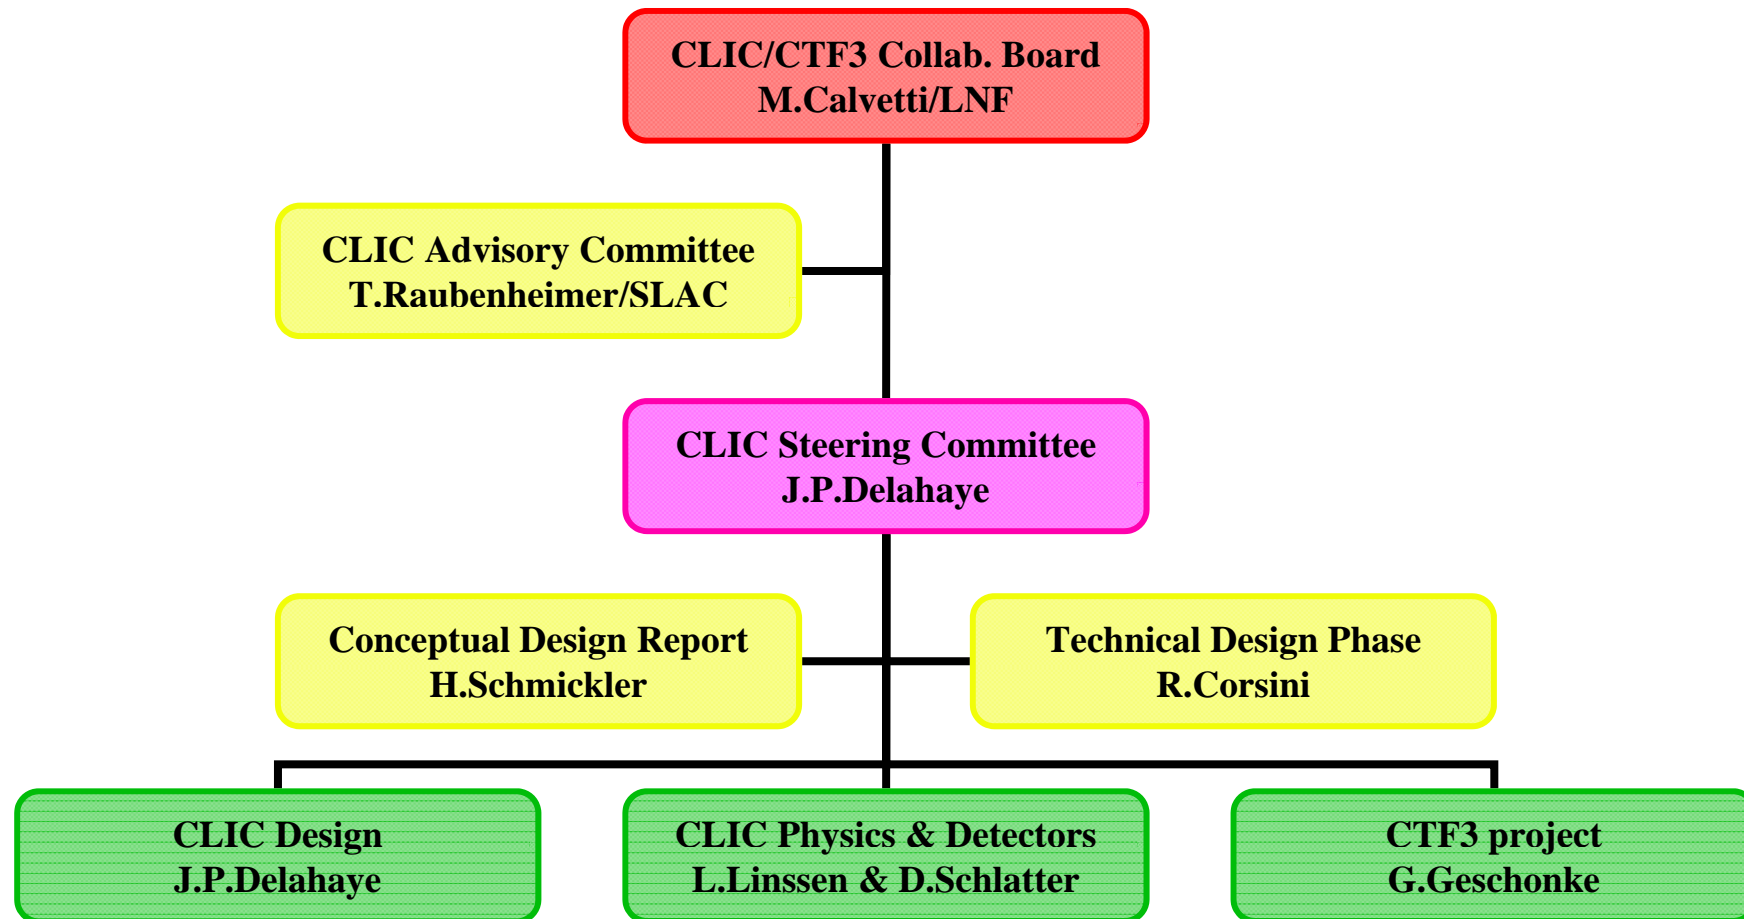 CLIC/CTF3 Collab. Board
M.Calvetti/LNF
CLIC Advisory Committee
T.Raubenheimer/SLAC
CLIC Steering Committee
J.P.Delahaye
Conceptual Design Report
H.Schmickler
Technical Design Phase
R.Corsini
CLIC Design
J.P.Delahaye
CLIC Physics & Detectors
L.Linssen & D.Schlatter
CTF3 project
G.Geschonke